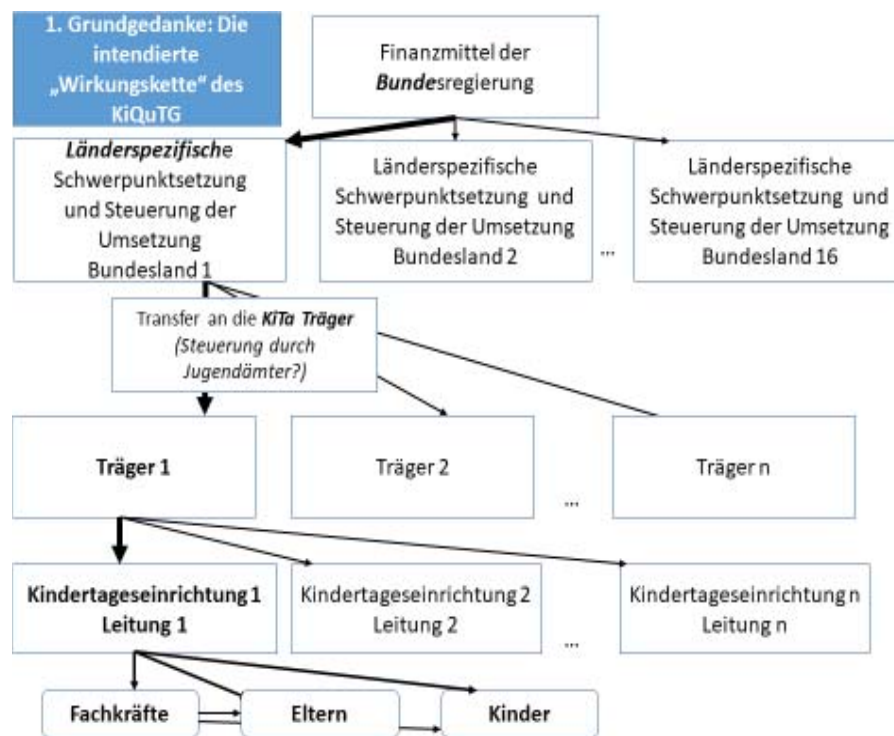 1. Grundgedanke: Die
intendierte
„Wirkungskette“ des
KiQuTG
Finanzmittel der
Bundesregierung
Länderspezifische
Schwerpunktsetzung
und Steuerung der
Umsetzung
Bundesland 1
Länderspezifische
Schwerpunktsetzung und
Steuerung der Umsetzung
Bundesland 2
...
Länderspezifische
Schwerpunktsetzung und
Steuerung der Umsetzung
Bundesland 16
Transfer an die KiTa Träger
(Steuerung durch
Jugendämter?)
Träger 1
Träger 2
...
Träger n
Kindertageseinrichtung 1
Leitung 1
Kindertageseinrichtung 2
Leitung 2
...
Kindertageseinrichtung n
Leitung n
Fachkräfte
Eltern
Kinder